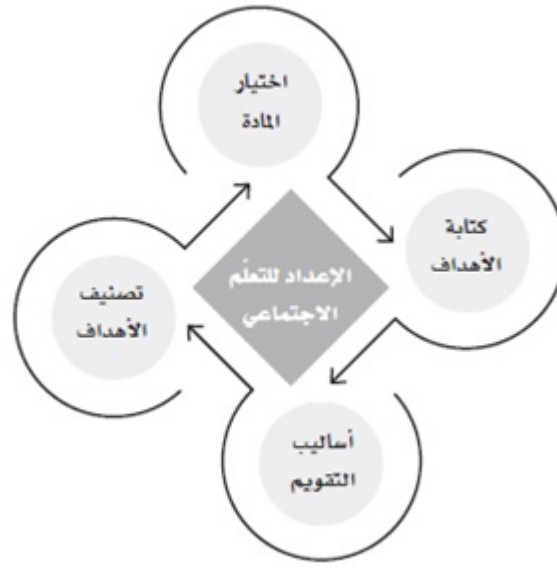 اختيار
المادة
كتابة
الأهداف
الإعداد للتعلّم
الاجتماعي
تصنيف
الأهداف
أساليب
التقويم